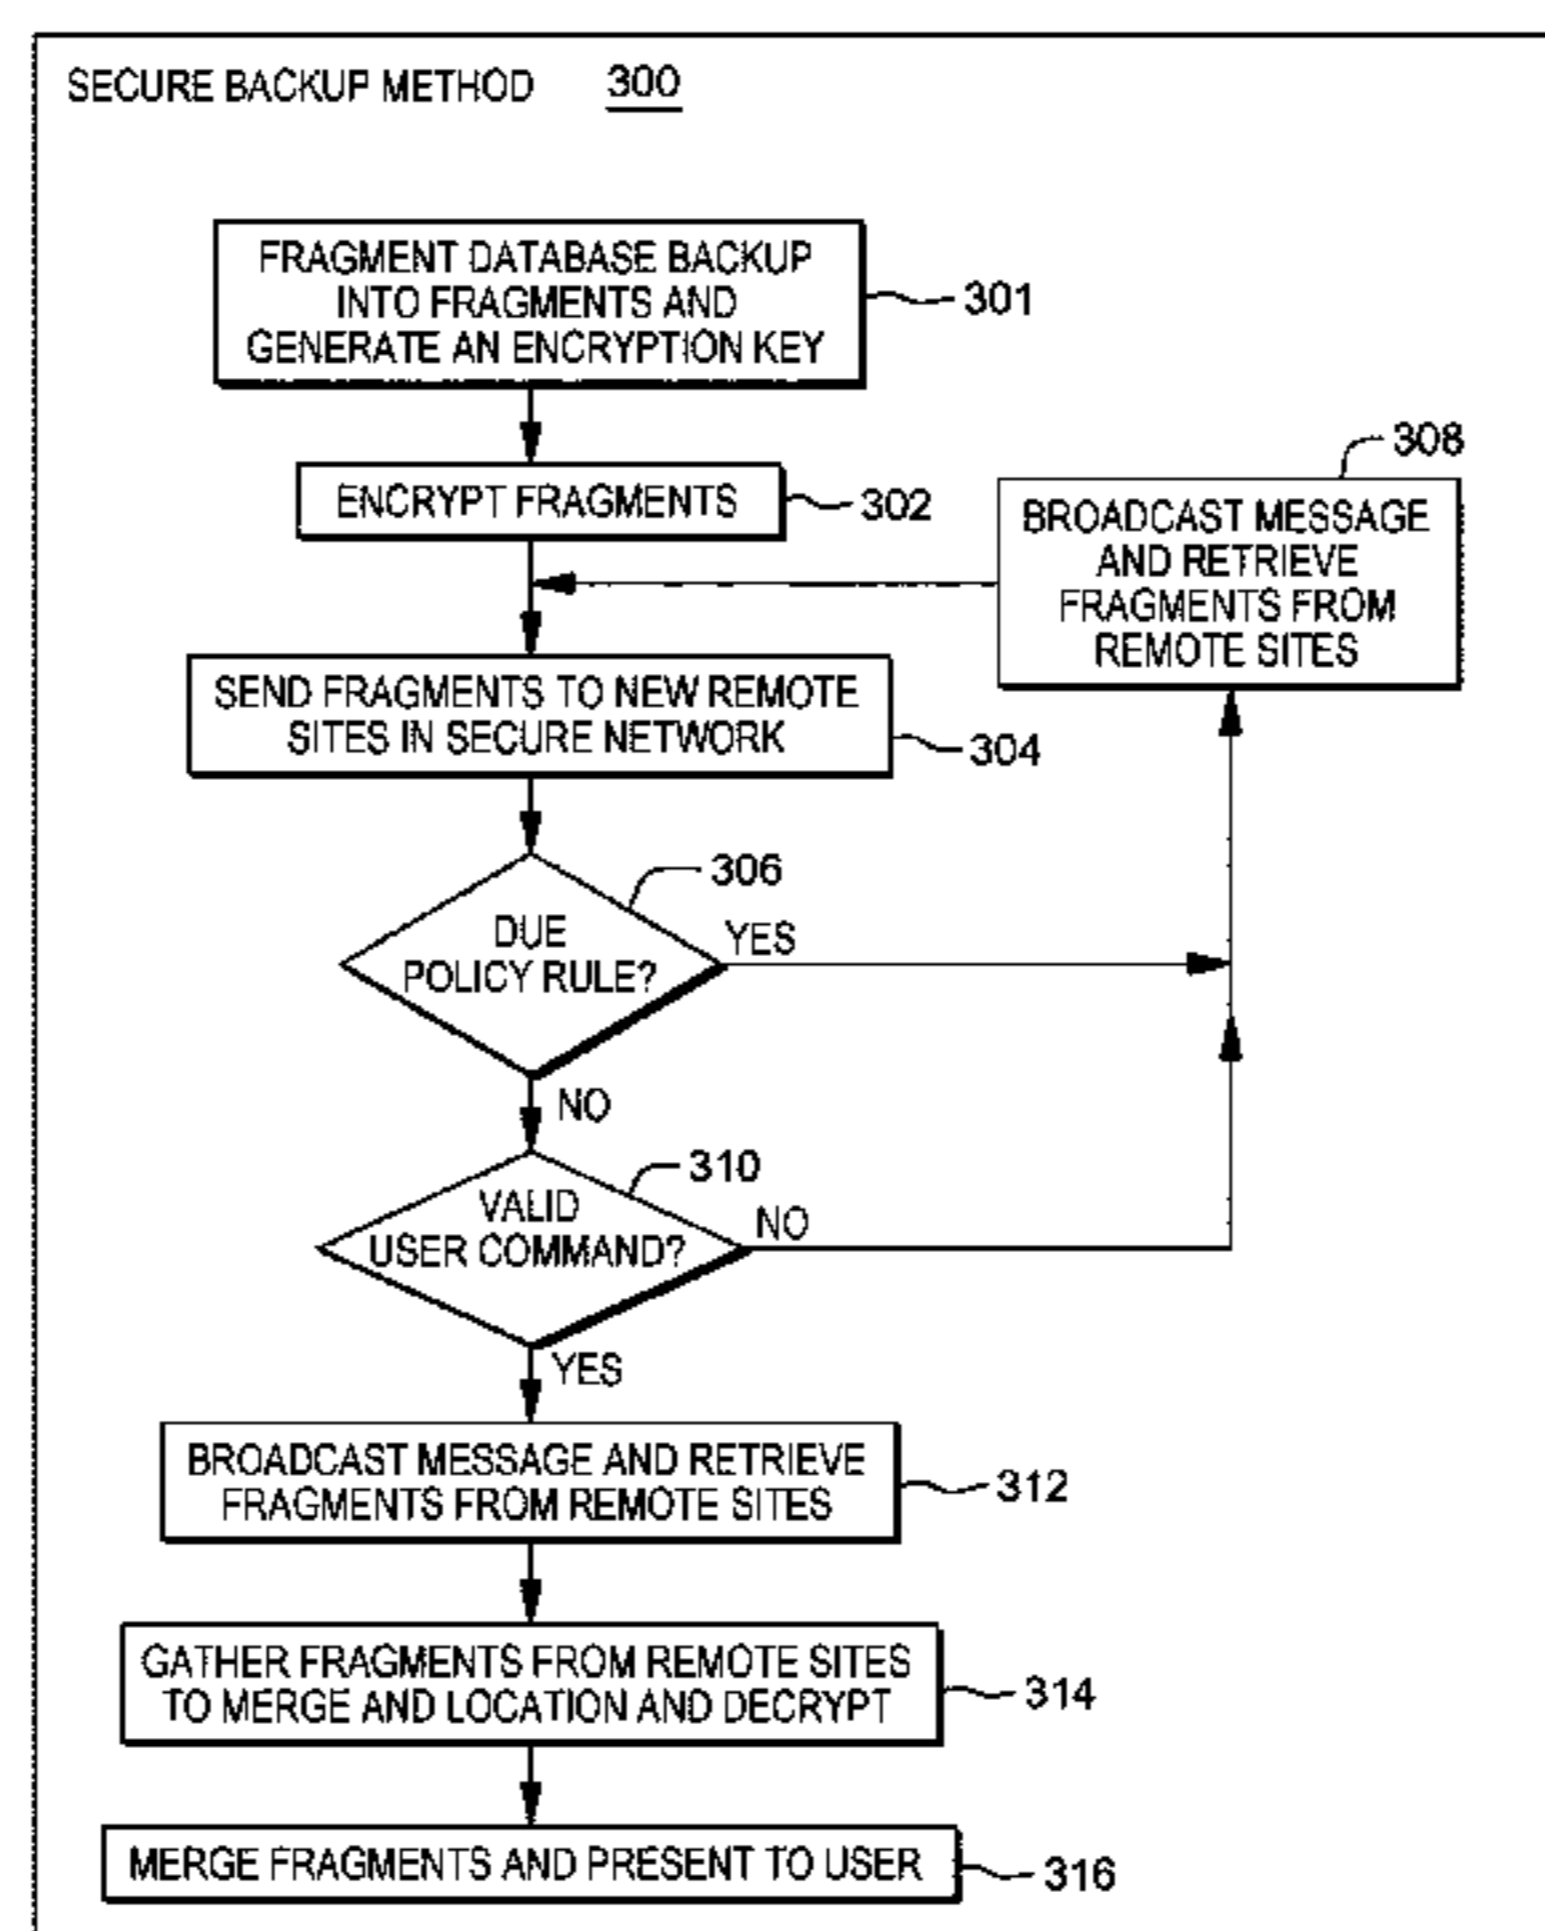 SECURE BACKUP METHOD 300
FRAGMENT DATABASE BACKUP
INTO FRAGMENTS AND
GENERATE AN ENCRYPTION KEY
301
ENCRYPT FRAGMENTS
302
308
BROADCAST MESSAGE
AND RETRIEVE
FRAGMENTS FROM
REMOTE SITES
SEND FRAGMENTS TO NEW REMOTE
SITES IN SECURE NETWORK
304
306
DUE
POLICY RULE?
YES
NO
310
VALID
USER COMMAND?
NO
YES
BROADCAST MESSAGE AND RETRIEVE
FRAGMENTS FROM REMOTE SITES
312
GATHER FRAGMENTS FROM REMOTE SITES
TO MERGE AND LOCATION AND DECRYPT
314
MERGE FRAGMENTS AND PRESENT TO USER
316